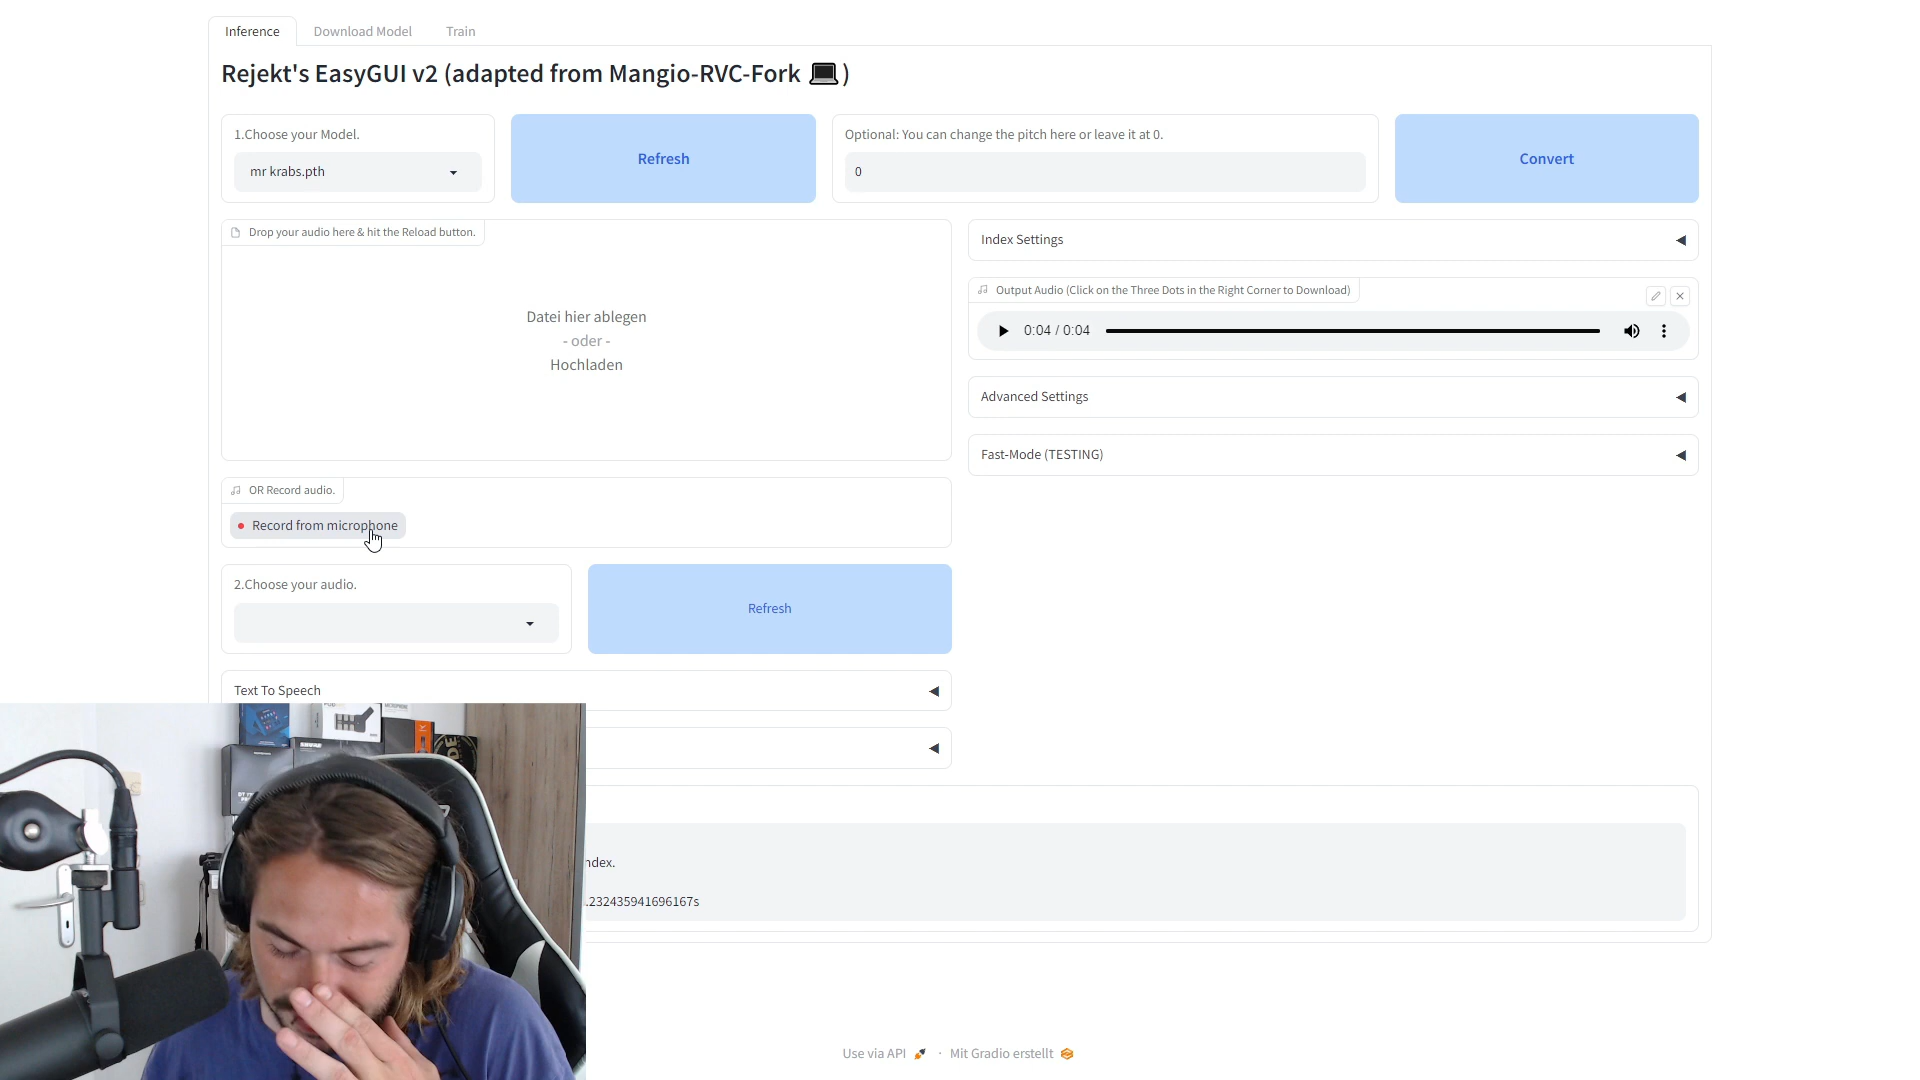 Inference Download Model Train
Rejekt's EasyGUI v2 (adapted from Mangio-RVC-Fork 💻)
1.Choose your Model.
mr krabs.pth
Refresh
Optional: You can change the pitch here or leave it at 0.
0
Convert
Drop your audio here & hit the Reload button.
Datei hier ablegen
- oder -
Hochladen
OR Record audio.
Record from microphone
2.Choose your audio.
Refresh
Text To Speech
Index Settings
Output Audio (Click on the Three Dots in the Right Corner to Download)
0:04 / 0:04
Advanced Settings
Fast-Mode (TESTING)
ndex.
.232435941696167s
Use via API 🚀 · Mit Gradio erstellt